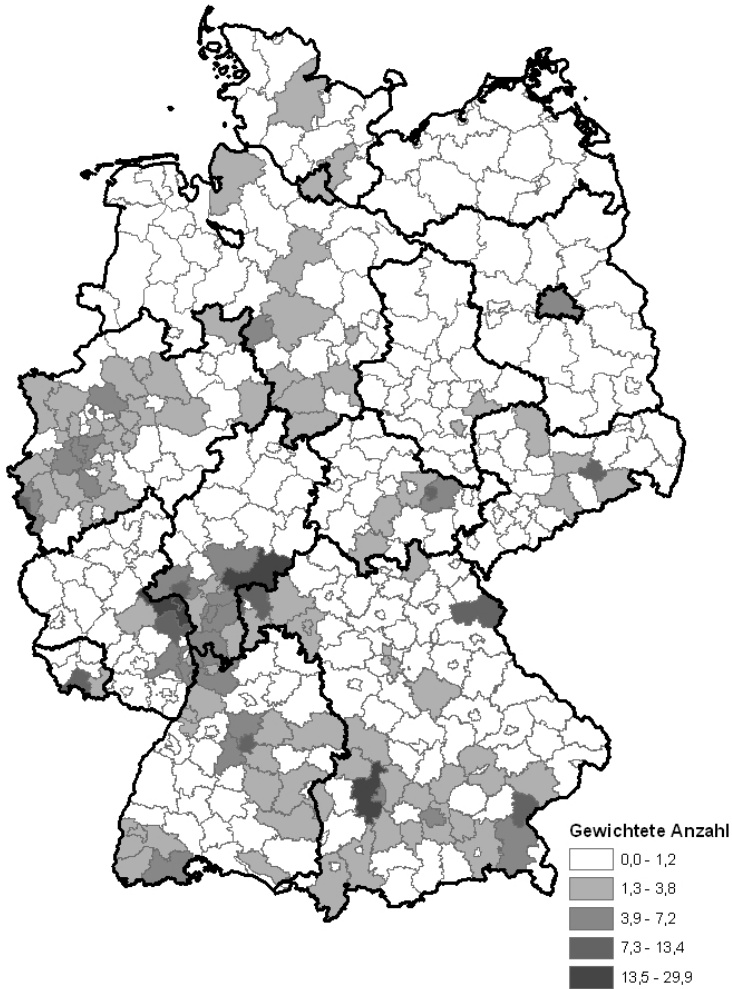 Gewichtete Anzahl
0,0 - 1,2
1,3 - 3,8
3,9 - 7,2
7,3 - 13,4
13,5 - 29,9